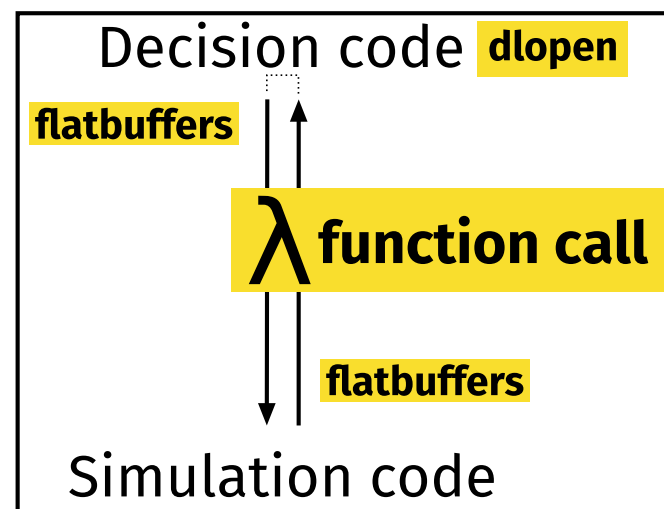 Decision code dlopen
flatbuffers
λ function call
flatbuffers
Simulation code